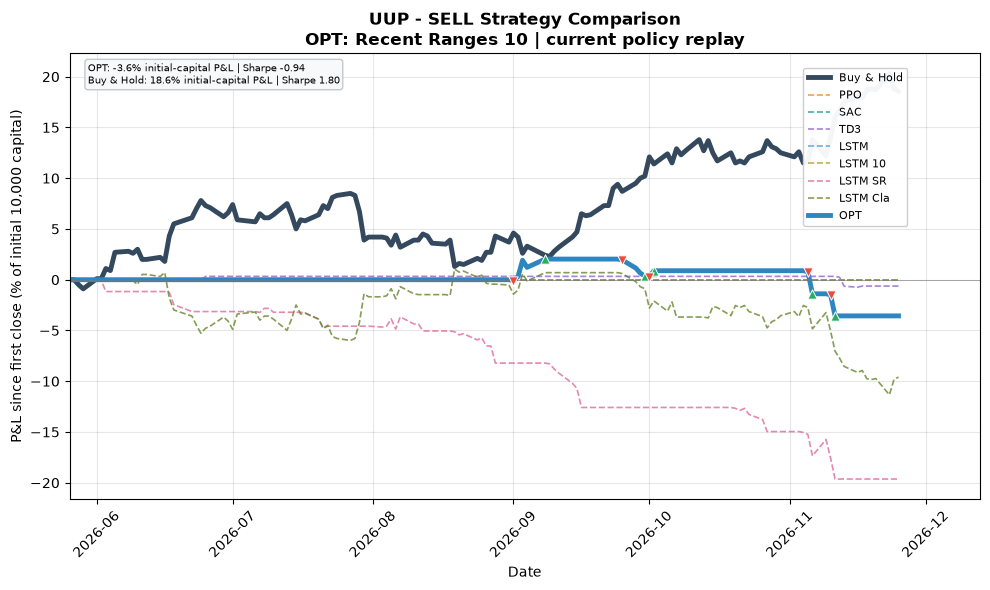 UUP - SELL Strategy Comparison
OPT: Recent Ranges 10 | current policy replay
OPT: -3.6% initial-capital P&L | Sharpe -0.94
Buy & Hold: 18.6% initial-capital P&L | Sharpe 1.80
Buy & Hold
PPO
SAC
TD3
LSTM
LSTM 10
LSTM SR
LSTM Cla
OPT
P&L since first close (% of initial 10,000 capital)
20
15
10
5
0
−5
−10
−15
−20
2026-06
2026-07
2026-08
2026-09
2026-10
2026-11
2026-12
Date